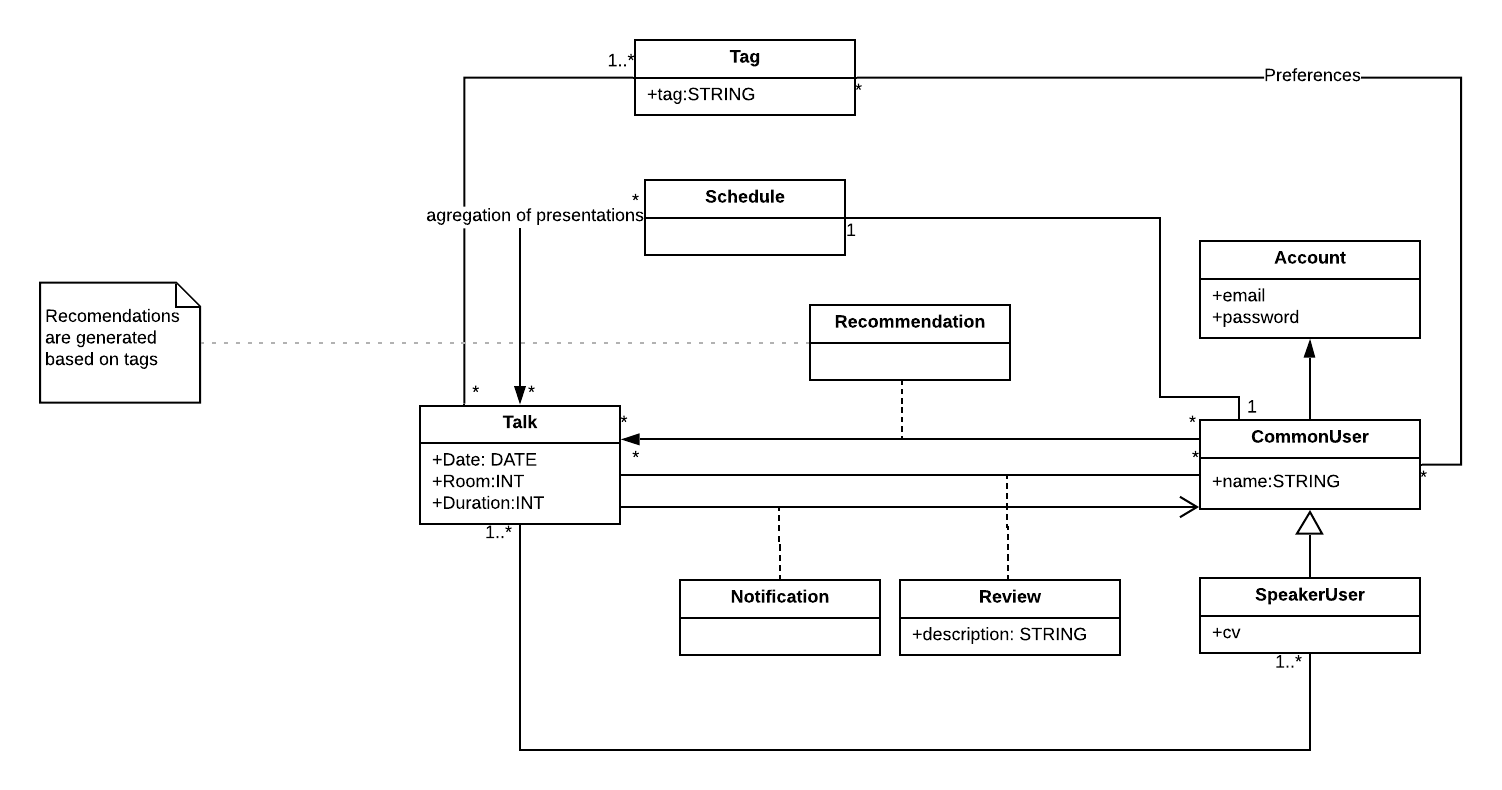 Tag
1..*
+tag:STRING
*
Preferences
Schedule
*
agregation of presentations
1
Account
+email
+password
Recomendations
are generated
based on tags
Recommendation
*
*
Talk
*
*
1
CommonUser
+Date: DATE
+Room:INT
+Duration:INT
*
*
+name:STRING
*
1..*
Notification
Review
+description: STRING
SpeakerUser
+cv
1..*